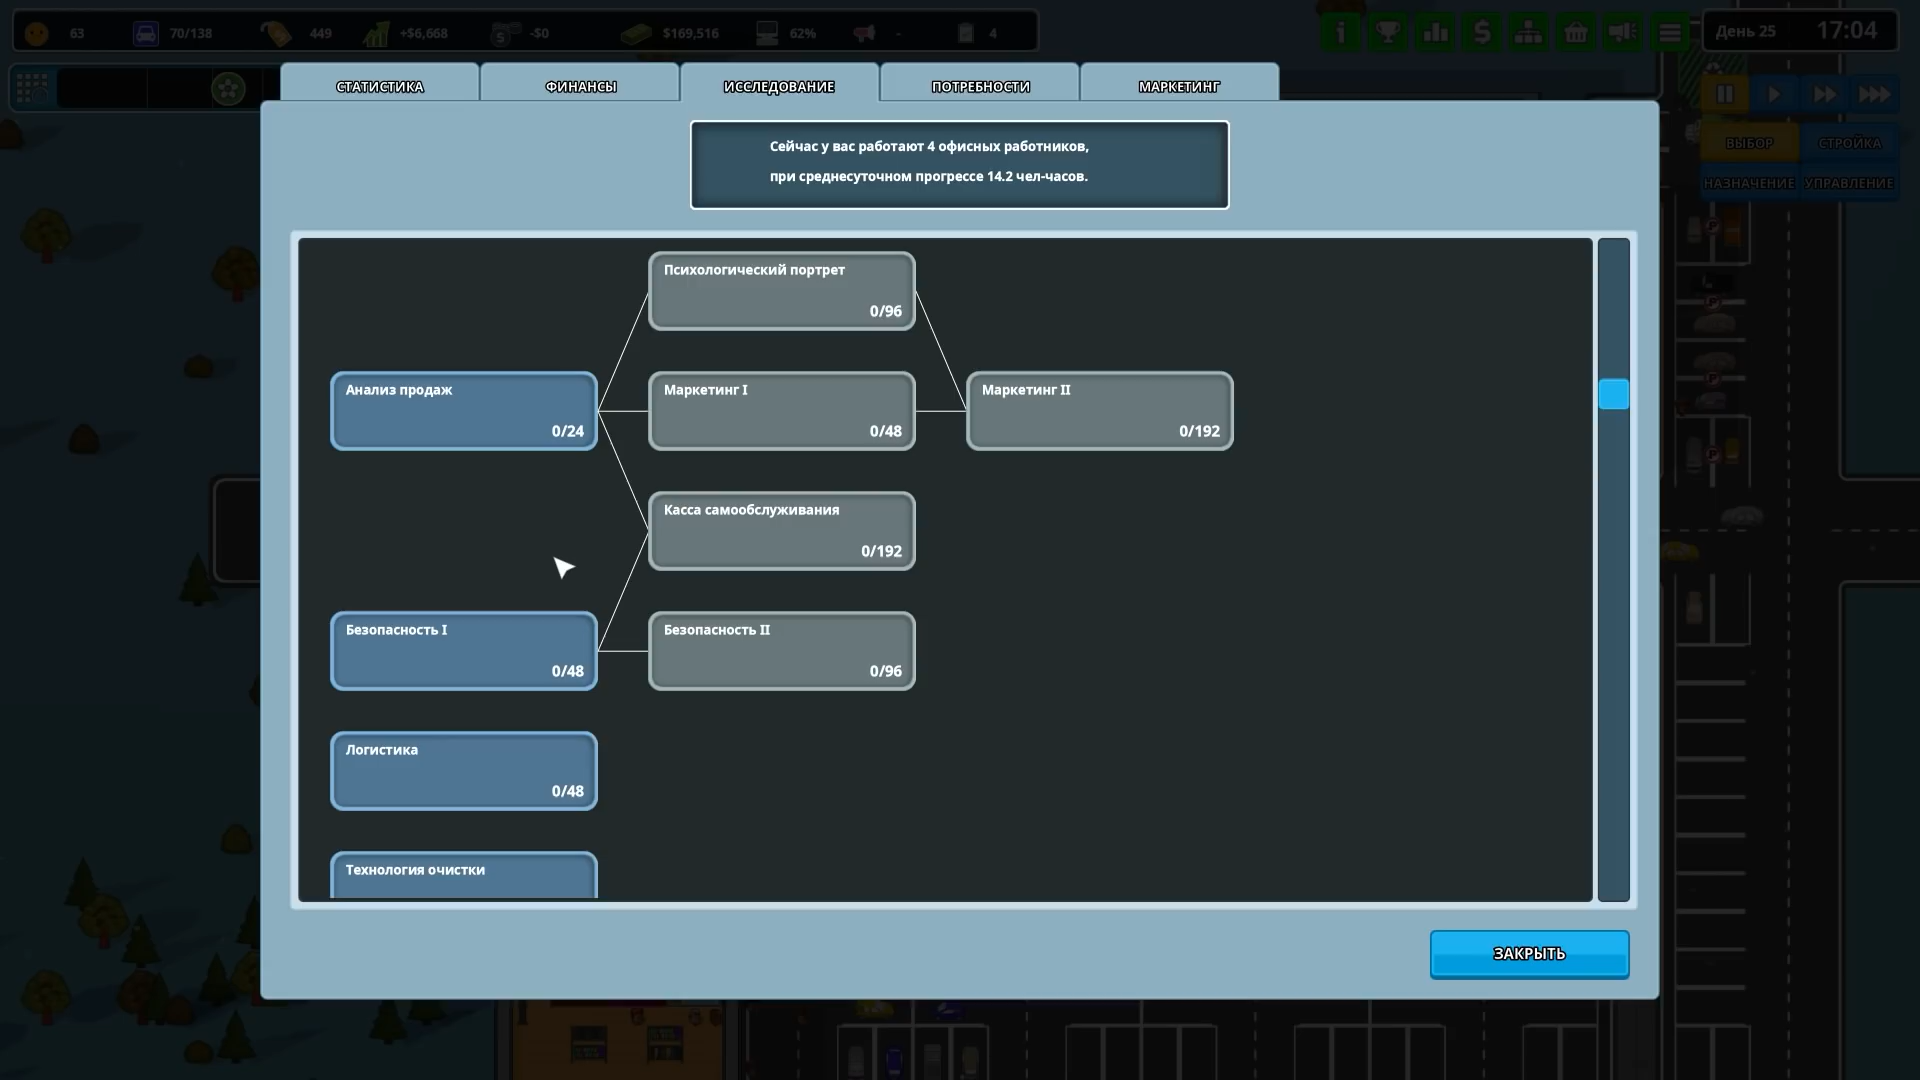 63
70/138
449
+$6,668
-$0
$169,516
62%
-
4
День 25
17:04
СТАТИСТИКА
ФИНАНСЫ
ИССЛЕДОВАНИЕ
ПОТРЕБНОСТИ
МАРКЕТИНГ
Сейчас у вас работают 4 офисных работников,
при среднесуточном прогрессе 14.2 чел-часов.
ВЫБОР
СТРОЙКА
НАЗНАЧЕНИЕ
УПРАВЛЕНИЕ
Психологический портрет
0/96
Анализ продаж
0/24
Маркетинг I
0/48
Маркетинг II
0/192
Касса самообслуживания
0/192
Безопасность I
0/48
Безопасность II
0/96
Логистика
0/48
Технология очистки
ЗАКРЫТЬ